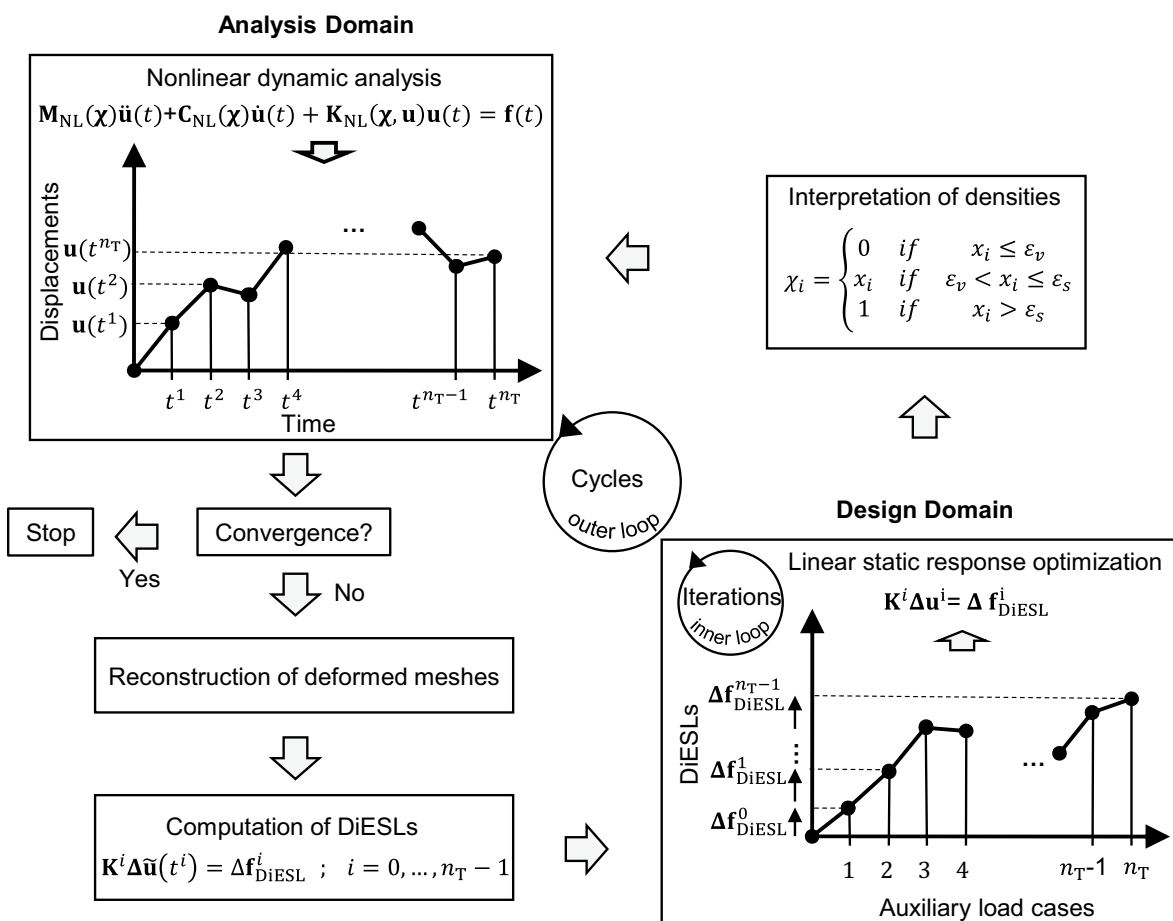 Analysis Domain
Nonlinear dynamic analysis
𝐌_NL(𝛘)𝐮̈(t)+𝐂_NL(𝛘)𝐮̇(t) + 𝐊_NL(𝛘, 𝐮)𝐮(t) = 𝐟(t)
Displacements
𝐮(t^{n_T})
𝐮(t^2)
𝐮(t^1)
...
t^1 t^2 t^3 t^4 t^{n_T−1} t^{n_T}
Time
Interpretation of densities
χ_i = { 0 if x_i ≤ ε_v
x_i if ε_v < x_i ≤ ε_s
1 if x_i > ε_s
Cycles
outer loop
Convergence?
Stop
Yes
No
Reconstruction of deformed meshes
Computation of DiESLs
𝐊^i 𝚫𝐮̃(t^i) = Δ𝐟^i_DiESL ; i = 0, …, n_T − 1
Design Domain
Linear static response optimization
Iterations
inner loop
𝐊^i 𝚫𝐮^i = 𝚫 𝐟^i_DiESL
DiESLs
𝚫𝐟^{n_T−1}_DiESL
...
𝚫𝐟^1_DiESL
𝚫𝐟^0_DiESL
...
1 2 3 4 n_T-1 n_T
Auxiliary load cases